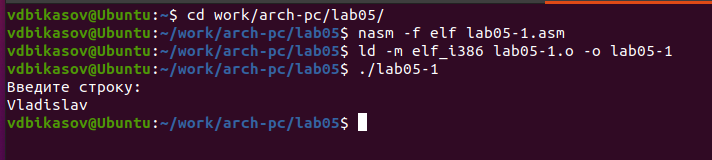 vdbikasov@Ubuntu:~$ cd work/arch-pc/lab05/
vdbikasov@Ubuntu:~/work/arch-pc/lab05$ nasm -f elf lab05-1.asm
vdbikasov@Ubuntu:~/work/arch-pc/lab05$ ld -m elf_i386 lab05-1.o -o lab05-1
vdbikasov@Ubuntu:~/work/arch-pc/lab05$ ./lab05-1
Введите строку:
Vladislav
vdbikasov@Ubuntu:~/work/arch-pc/lab05$